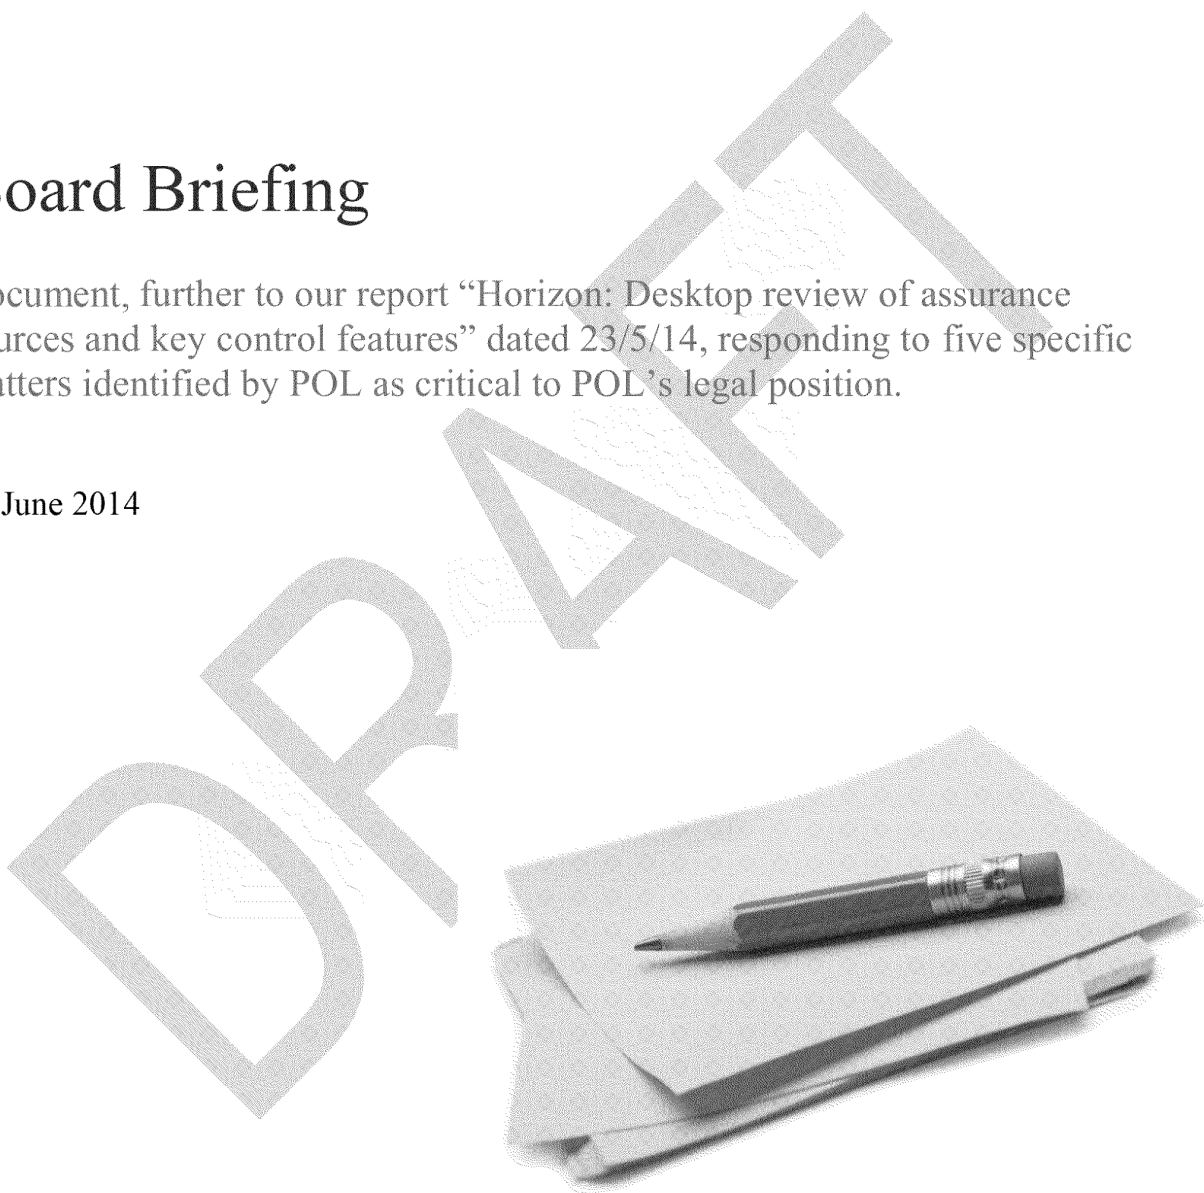 oard Briefing
ocument, further to our report “Horizon: Desktop review of assurance
urces and key control features” dated 23/5/14, responding to five specific
atters identified by POL as critical to POL’s legal position.
June 2014
DRAFT